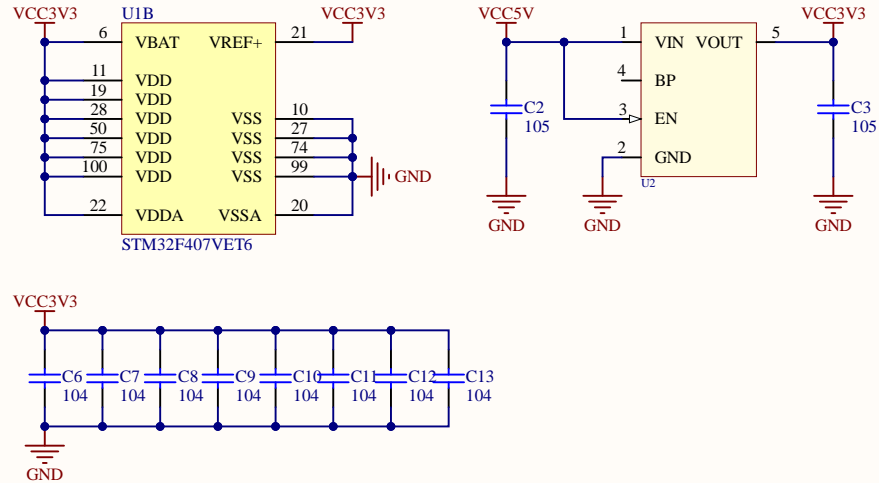 VCC3V3
U1B
VCC3V3
6 VBAT VREF+ 21
11 VDD
19 VDD
28 VDD VSS 10
50 VDD VSS 27
75 VDD VSS 74
100 VDD VSS 99
GND
22 VDDA VSSA 20
STM32F407VET6
VCC5V
VCC3V3
1 VIN VOUT 5
4 BP
3 EN
2 GND
U2
C2
105
C3
105
GND
GND
GND
VCC3V3
C6 C7 C8 C9 C10 C11 C12 C13
104 104 104 104 104 104 104 104
GND